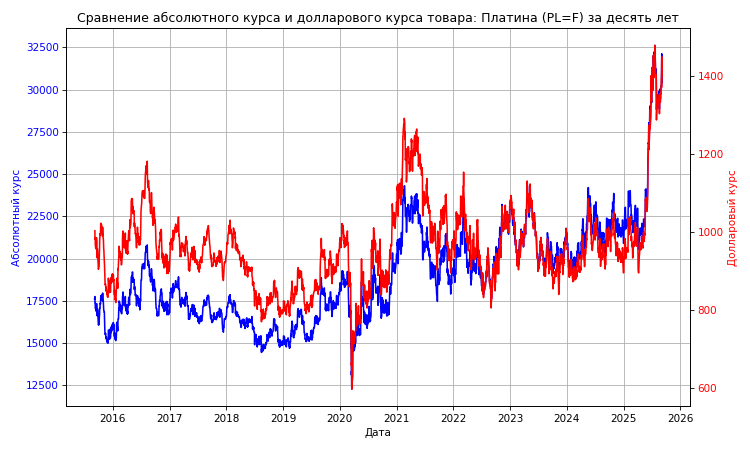 Сравнение абсолютного курса и долларового курса товара: Платина (PL=F) за десять лет
32500
30000
27500
25000
22500
20000
17500
15000
12500
Абсолютный курс
1400
1200
1000
800
600
Долларовый курс
2016 2017 2018 2019 2020 2021 2022 2023 2024 2025 2026
Дата